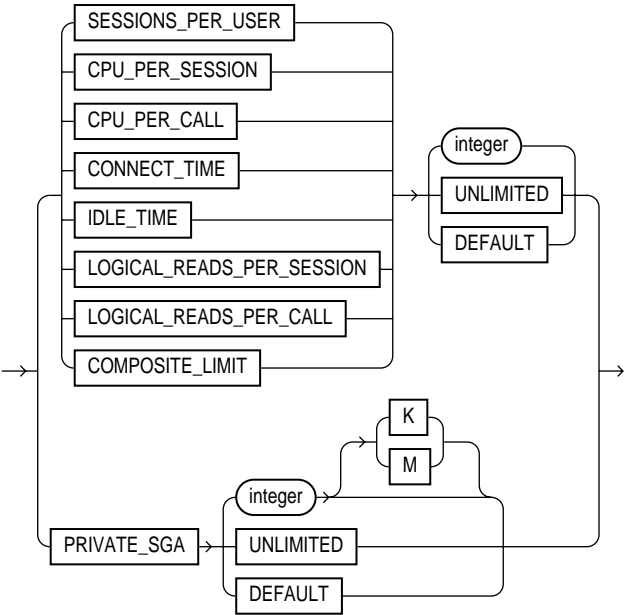 SESSIONS_PER_USER
CPU_PER_SESSION
CPU_PER_CALL
CONNECT_TIME
IDLE_TIME
LOGICAL_READS_PER_SESSION
LOGICAL_READS_PER_CALL
COMPOSITE_LIMIT
integer
UNLIMITED
DEFAULT
PRIVATE_SGA
integer
K
M
UNLIMITED
DEFAULT